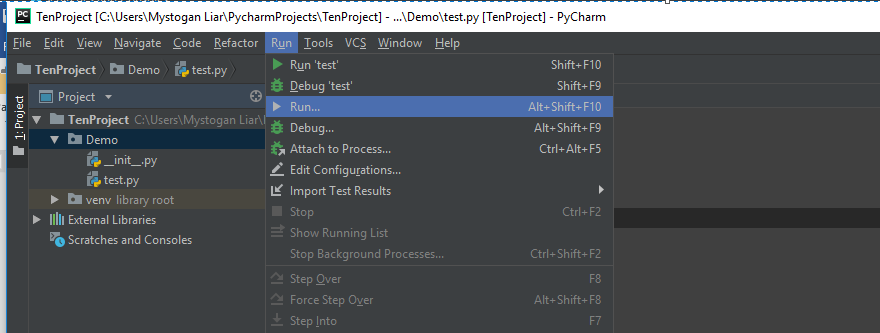 PC TenProject [C:\Users\Mystogan Liar\PycharmProjects\TenProject] - ...\Demo\test.py [TenProject] - PyCharm
File Edit View Navigate Code Refactor Run Tools VCS Window Help
TenProject Demo test.py
Project
1: Project
TenProject C:\Users\Mystogan Liar\
Demo
__init__.py
test.py
venv library root
External Libraries
Scratches and Consoles
Run 'test' Shift+F10
Debug 'test' Shift+F9
Run... Alt+Shift+F10
Debug... Alt+Shift+F9
Attach to Process... Ctrl+Alt+F5
Edit Configurations...
Import Test Results
Stop Ctrl+F2
Show Running List
Stop Background Processes... Ctrl+Shift+F2
Step Over F8
Force Step Over Alt+Shift+F8
Step Into F7